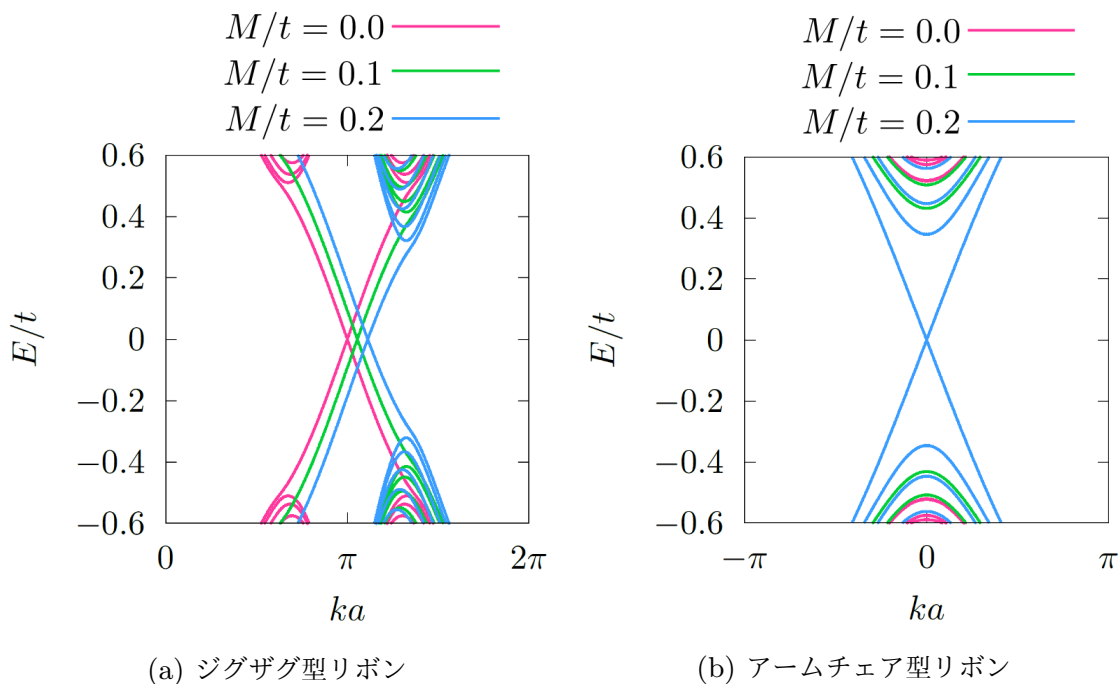 M/t = 0.0
M/t = 0.1
M/t = 0.2
0.6
0.4
0.2
0
−0.2
−0.4
−0.6
E/t
0
π
2π
ka
(a) ジグザグ型リボン
M/t = 0.0
M/t = 0.1
M/t = 0.2
0.6
0.4
0.2
0
−0.2
−0.4
−0.6
E/t
−π
0
π
ka
(b) アームチェア型リボン